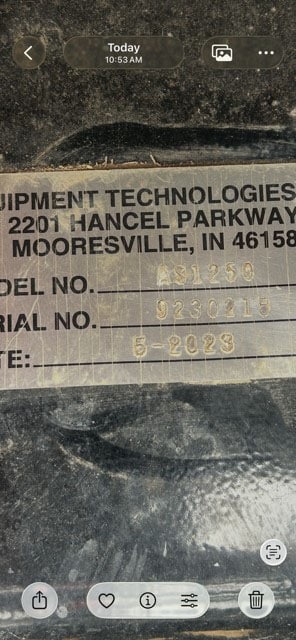 Today
10:53 AM
UIPMENT TECHNOLOGIES
2201 HANCEL PARKWAY
MOORESVILLE, IN 46158
DEL NO.
RIAL NO. 9230215
TE: 5-2023